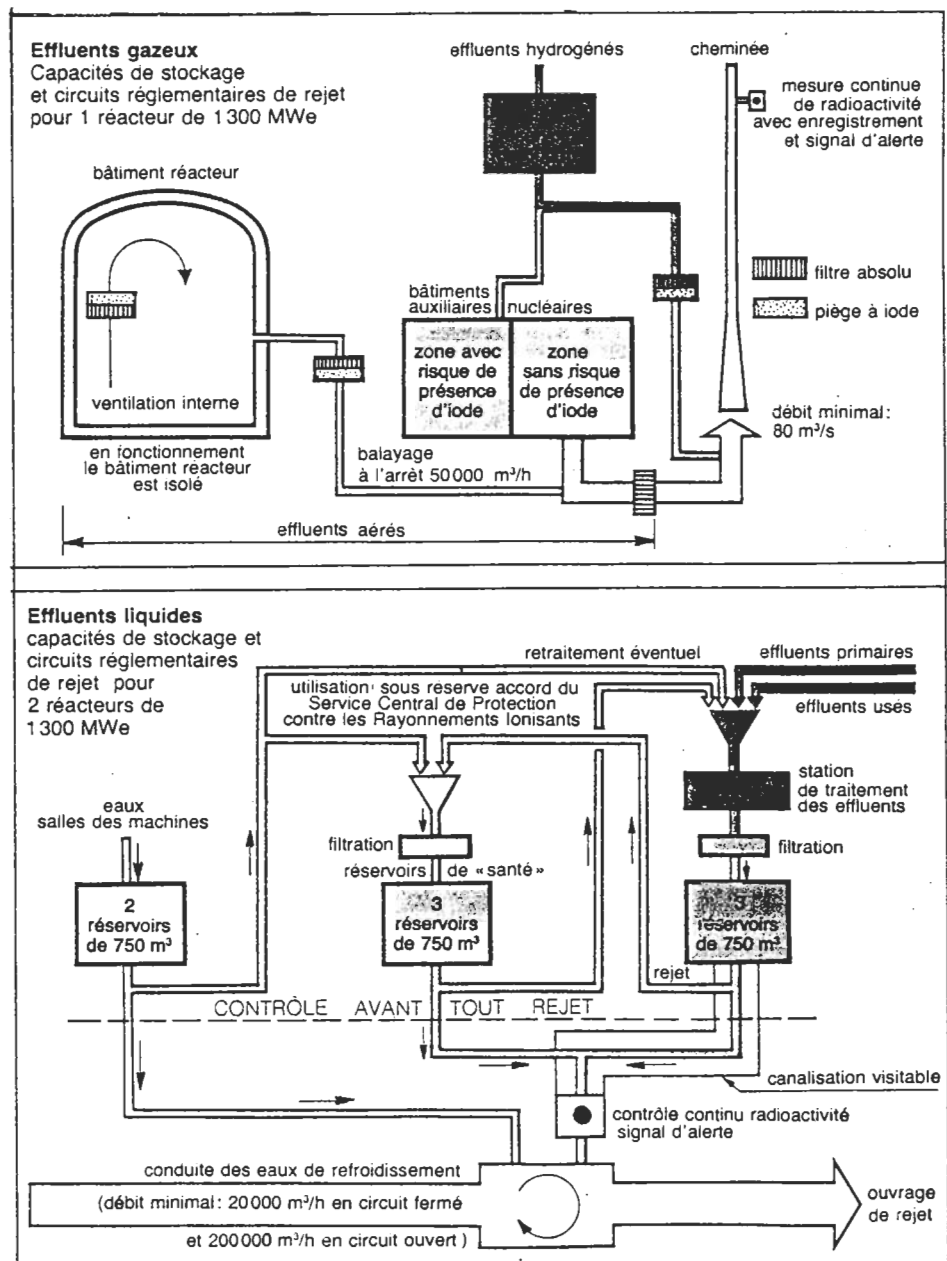 Effluents gazeux
Capacités de stockage
et circuits réglementaires de rejet
pour 1 réacteur de 1300 MWe
effluents hydrogénés
cheminée
mesure continue
de radioactivité
avec enregistrement
et signal d'alerte
bâtiment réacteur
filtre absolu
piège à iode
bâtiments
auxiliaires nucléaires
zone avec
risque de
présence
d'iode
zone
sans risque
de présence
d'iode
ventilation interne
débit minimal:
80 m³/s
en fonctionnement
le bâtiment réacteur
est isolé
balayage
à l'arrêt 50000 m³/h
effluents aérés
Effluents liquides
capacités de stockage et
circuits réglementaires
de rejet pour
2 réacteurs de
1300 MWe
retraitement éventuel
effluents primaires
utilisation sous réserve accord du
Service Central de Protection
contre les Rayonnements Ionisants
effluents usés
station
de traitement
des effluents
eaux
salles des machines
filtration
filtration
réservoirs de «santé»
2
réservoirs
de 750 m³
3
réservoirs
de 750 m³
3
réservoirs
de 750 m³
rejet
CONTRÔLE AVANT TOUT REJET
canalisation visitable
contrôle continu radioactivité
signal d'alerte
conduite des eaux de refroidissement
(débit minimal: 20000 m³/h en circuit fermé
et 200000 m³/h en circuit ouvert)
ouvrage
de rejet